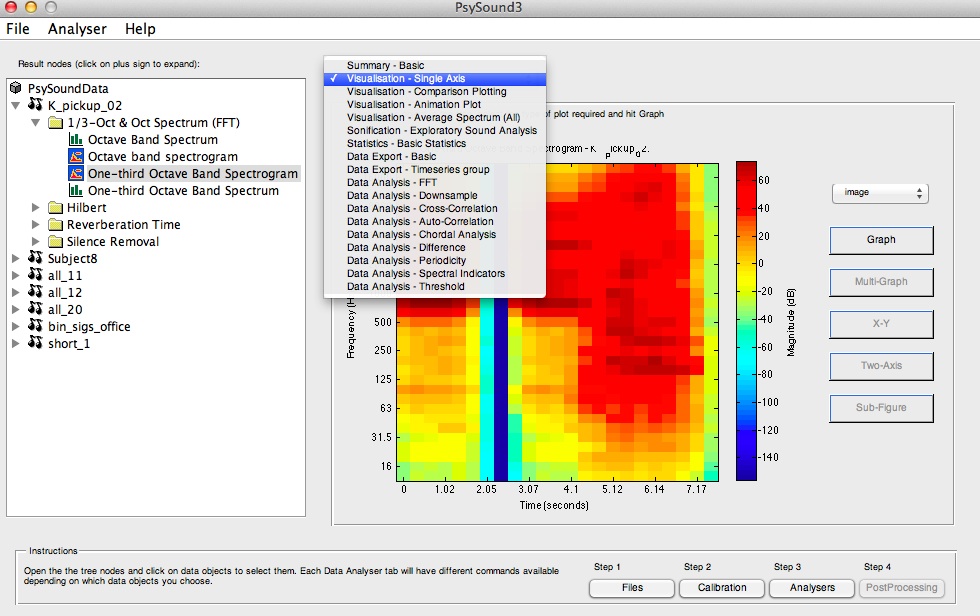 PsySound3
File Analyser Help
Result nodes (click on plus sign to expand):
PsySoundData
K_pickup_02
1/3-Oct & Oct Spectrum (FFT)
Octave Band Spectrum
Octave band spectrogram
One-third Octave Band Spectrogram
One-third Octave Band Spectrum
Hilbert
Reverberation Time
Silence Removal
Subject8
all_11
all_12
all_20
bin_sigs_office
short_1
Summary - Basic
✓ Visualisation - Single Axis
Visualisation - Comparison Plotting
Visualisation - Animation Plot
Visualisation - Average Spectrum (All)
Sonification - Exploratory Sound Analysis
Statistics - Basic Statistics
Data Export - Basic
Data Export - Timeseries group
Data Analysis - FFT
Data Analysis - Downsample
Data Analysis - Cross-Correlation
Data Analysis - Auto-Correlation
Data Analysis - Chordal Analysis
Data Analysis - Difference
Data Analysis - Periodicity
Data Analysis - Spectral Indicators
Data Analysis - Threshold
of plot required and hit Graph
500
250
125
63
31.5
16
Frequency (H
0 1.02 2.05 3.07 4.1 5.12 6.14 7.17
Time (seconds)
60
40
20
0
-20
-40
-60
-80
-100
-120
-140
Magnitude (dB)
image
Graph
Multi-Graph
X-Y
Two-Axis
Sub-Figure
Instructions
Open the the tree nodes and click on data objects to select them. Each Data Analyser tab will have different commands available
depending on which data objects you choose.
Step 1 Step 2 Step 3 Step 4
Files Calibration Analysers PostProcessing